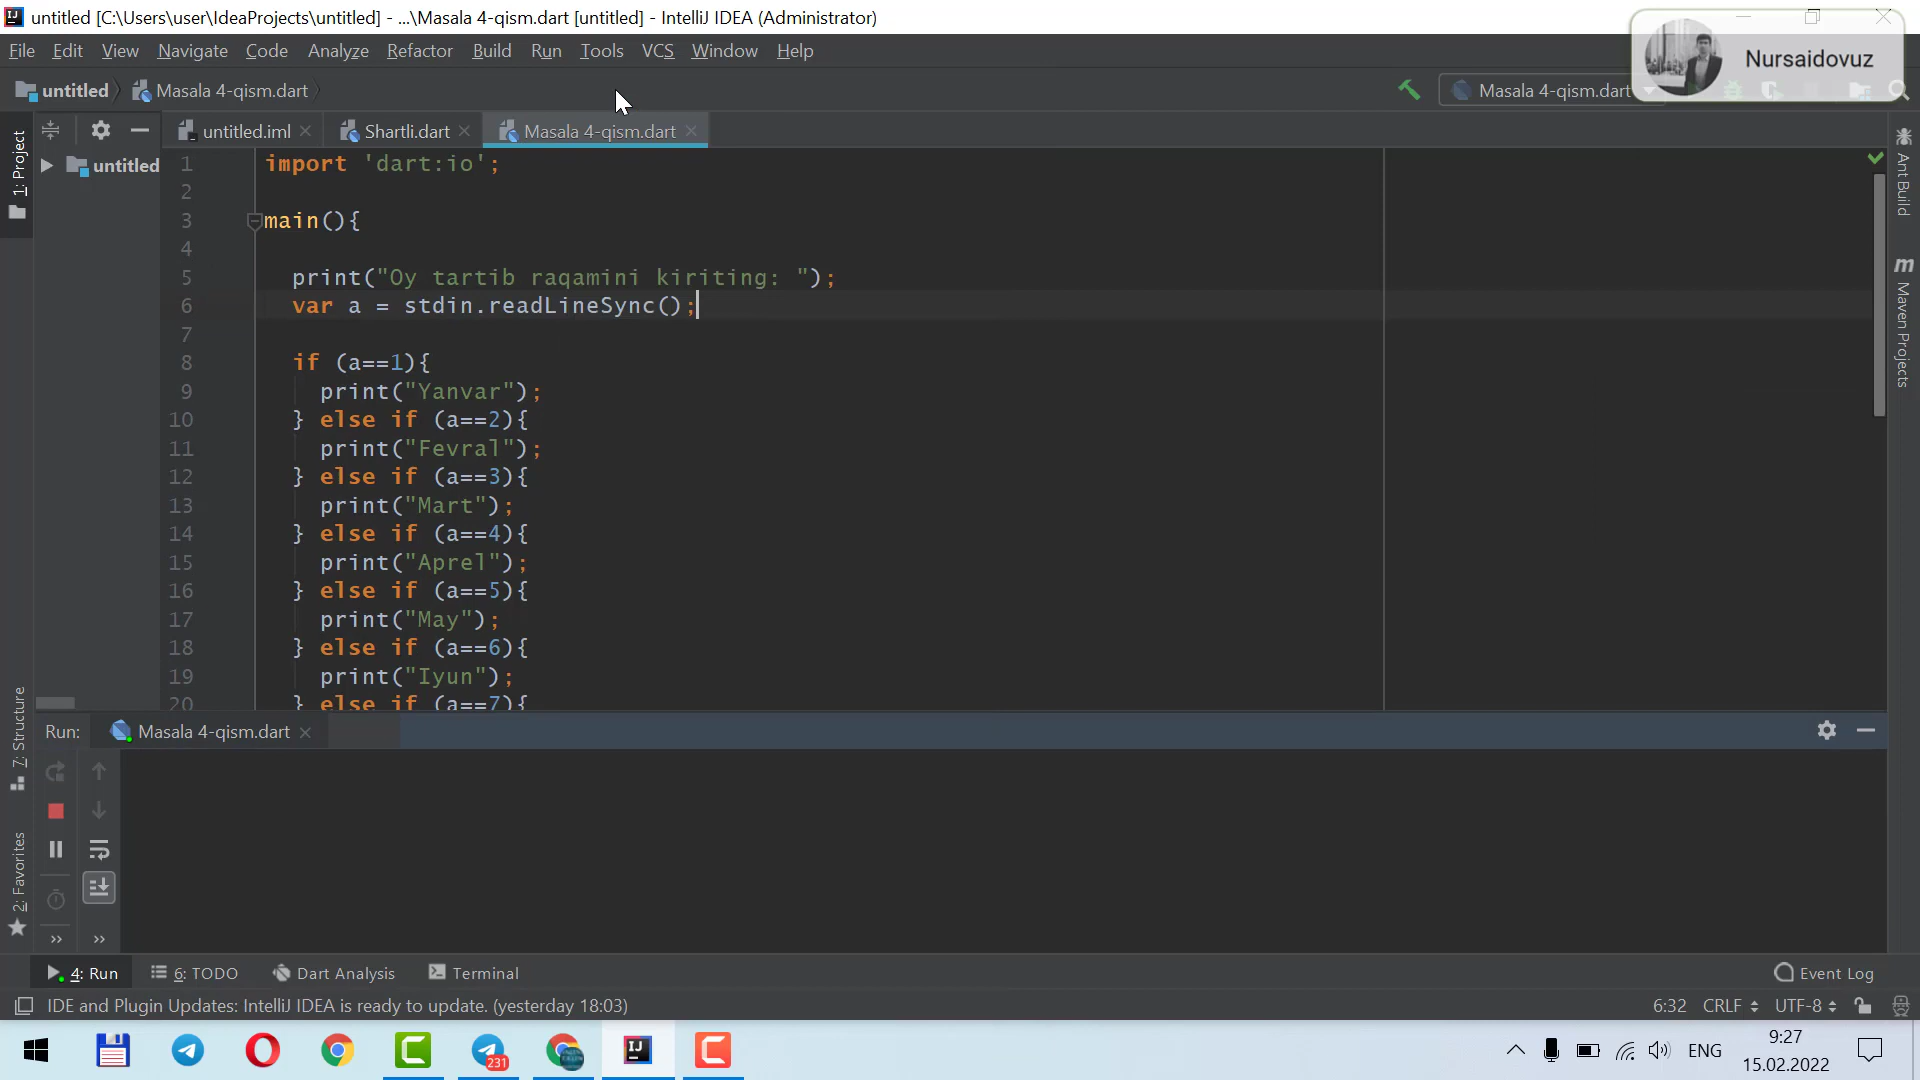 untitled [C:\Users\user\IdeaProjects\untitled] - ...\Masala 4-qism.dart [untitled] - IntelliJ IDEA (Administrator)
File Edit View Navigate Code Analyze Refactor Build Run Tools VCS Window Help
Nursaidovuz
untitled Masala 4-qism.dart
Masala 4-qism.dart
untitled.iml Shartli.dart Masala 4-qism.dart
1: Project
untitled
Ant Build
Maven Projects
1 import 'dart:io';
2
3 main(){
4
5 print("Oy tartib raqamini kiriting: ");
6 var a = stdin.readLineSync();
7
8 if (a==1){
9 print("Yanvar");
10 } else if (a==2){
11 print("Fevral");
12 } else if (a==3){
13 print("Mart");
14 } else if (a==4){
15 print("Aprel");
16 } else if (a==5){
17 print("May");
18 } else if (a==6){
19 print("Iyun");
20 } else if (a==7){
7: Structure
2: Favorites
Run: Masala 4-qism.dart
4: Run 6: TODO Dart Analysis Terminal Event Log
IDE and Plugin Updates: IntelliJ IDEA is ready to update. (yesterday 18:03) 6:32 CRLF UTF-8
231
ENG
9:27
15.02.2022